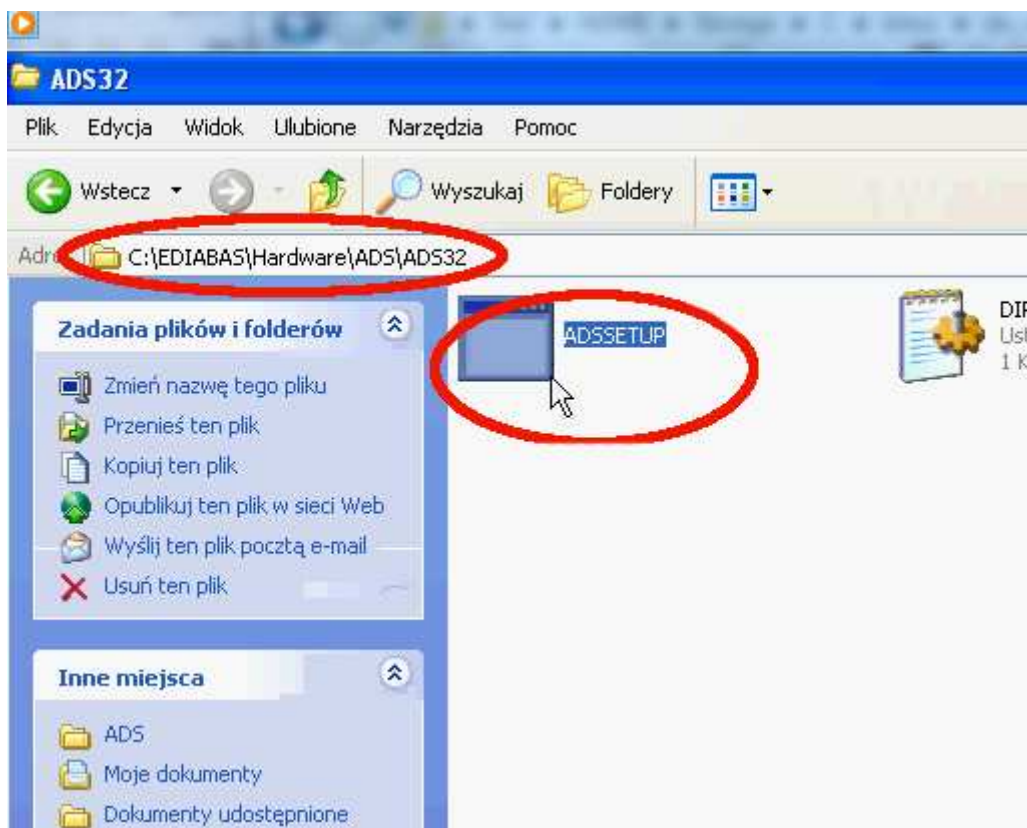 ADS32
Plik Edycja Widok Ulubione Narzędzia Pomoc
Wstecz Wyszukaj Foldery
C:\EDIABAS\Hardware\ADS\ADS32
Zadania plików i folderów
Zmień nazwę tego pliku
Przenieś ten plik
Kopiuj ten plik
Opublikuj ten plik w sieci Web
Wyślij ten plik pocztą e-mail
Usuń ten plik
Inne miejsca
ADS
Moje dokumenty
Dokumenty udostępnione
ADSSETUP